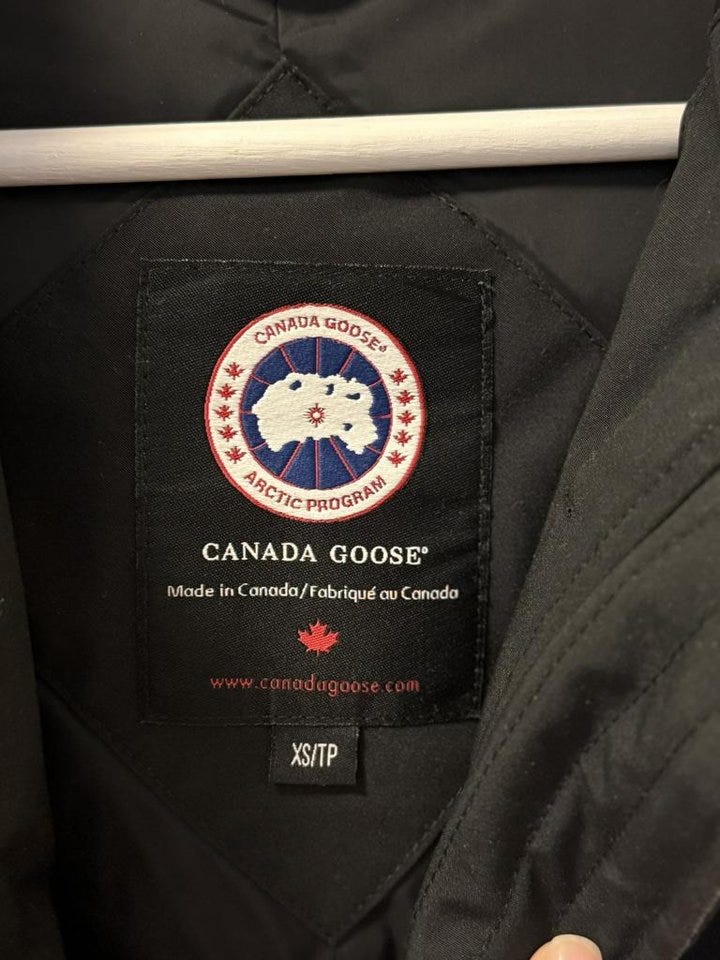 CANADA GOOSE®
ARCTIC PROGRAM
CANADA GOOSE®
Made in Canada/Fabriqué au Canada
www.canadagoose.com
XS/TP